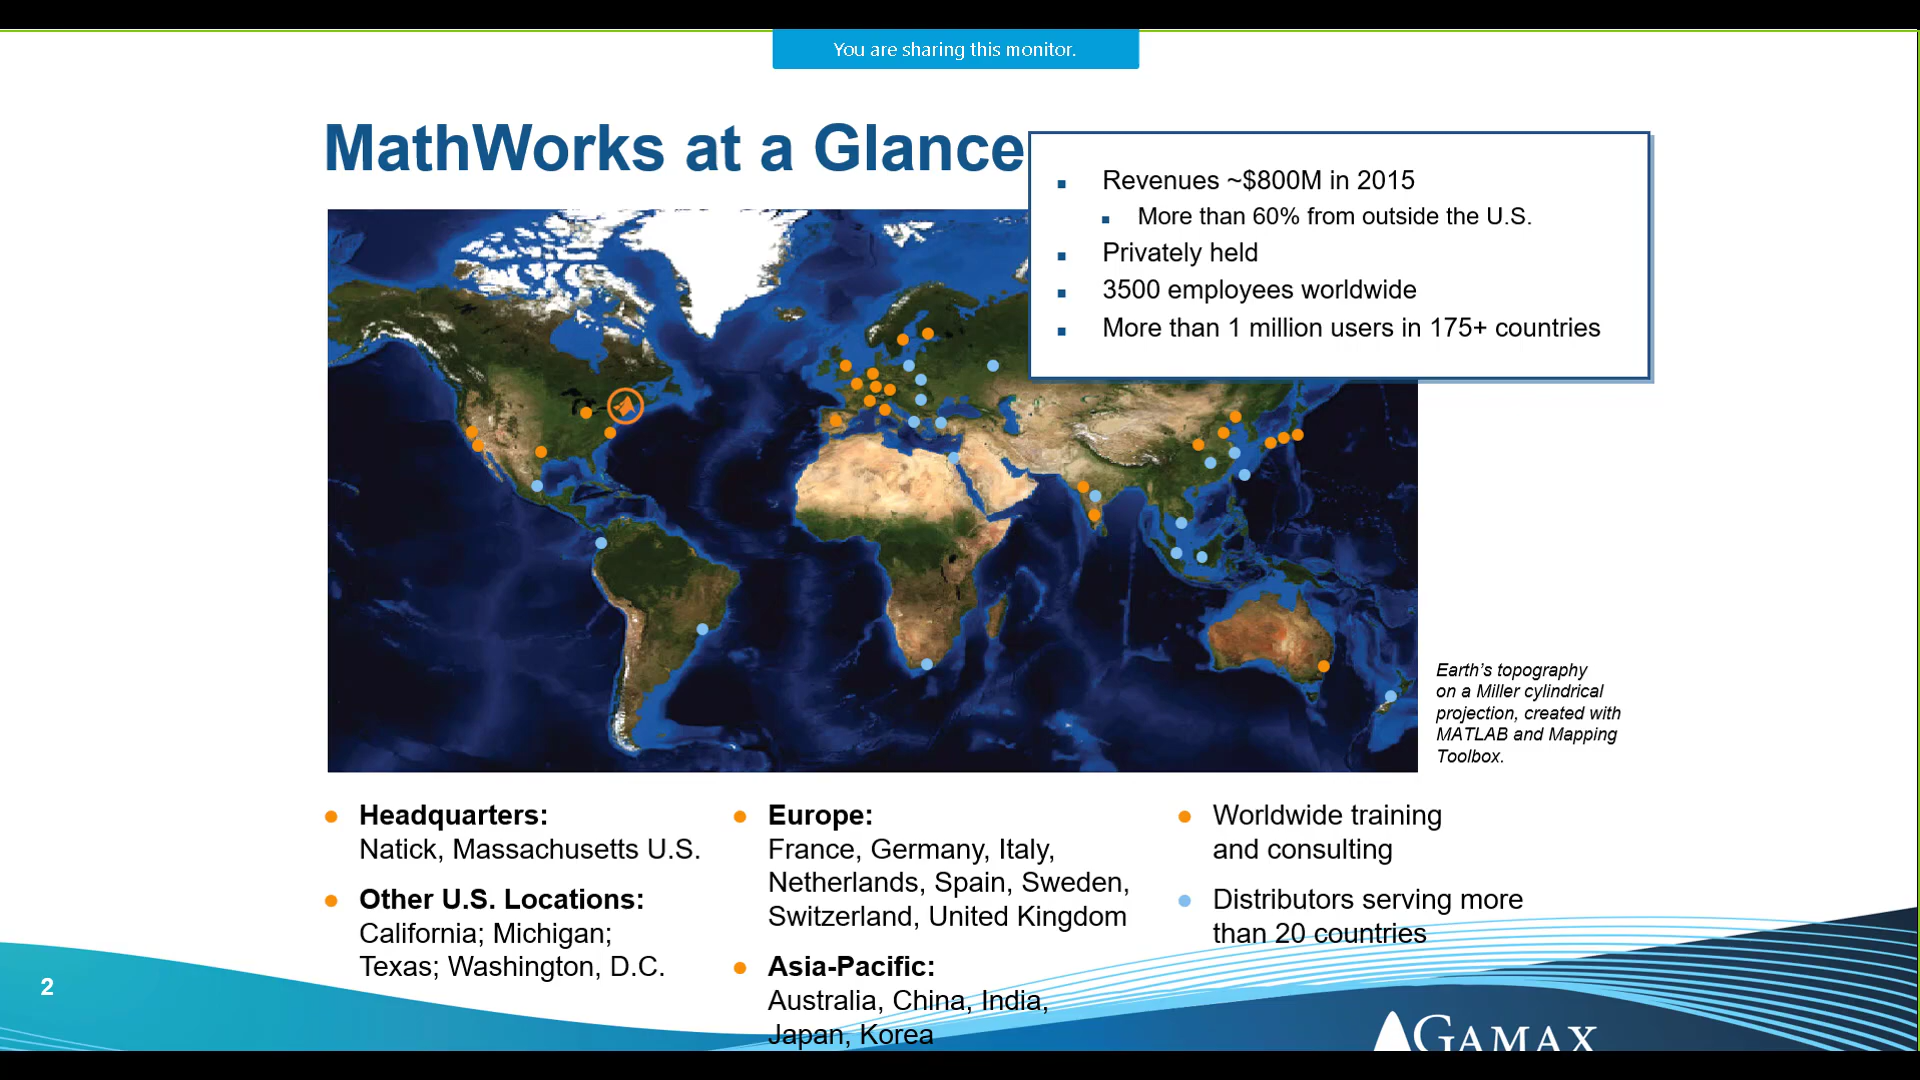 You are sharing this monitor.
MathWorks at a Glance
Revenues ~$800M in 2015
More than 60% from outside the U.S.
Privately held
3500 employees worldwide
More than 1 million users in 175+ countries
Earth's topography
on a Miller cylindrical
projection, created with
MATLAB and Mapping
Toolbox.
Headquarters:
Natick, Massachusetts U.S.
Other U.S. Locations:
California; Michigan;
Texas; Washington, D.C.
Europe:
France, Germany, Italy,
Netherlands, Spain, Sweden,
Switzerland, United Kingdom
Asia-Pacific:
Australia, China, India,
Japan, Korea
Worldwide training
and consulting
Distributors serving more
than 20 countries
2
GAMAX